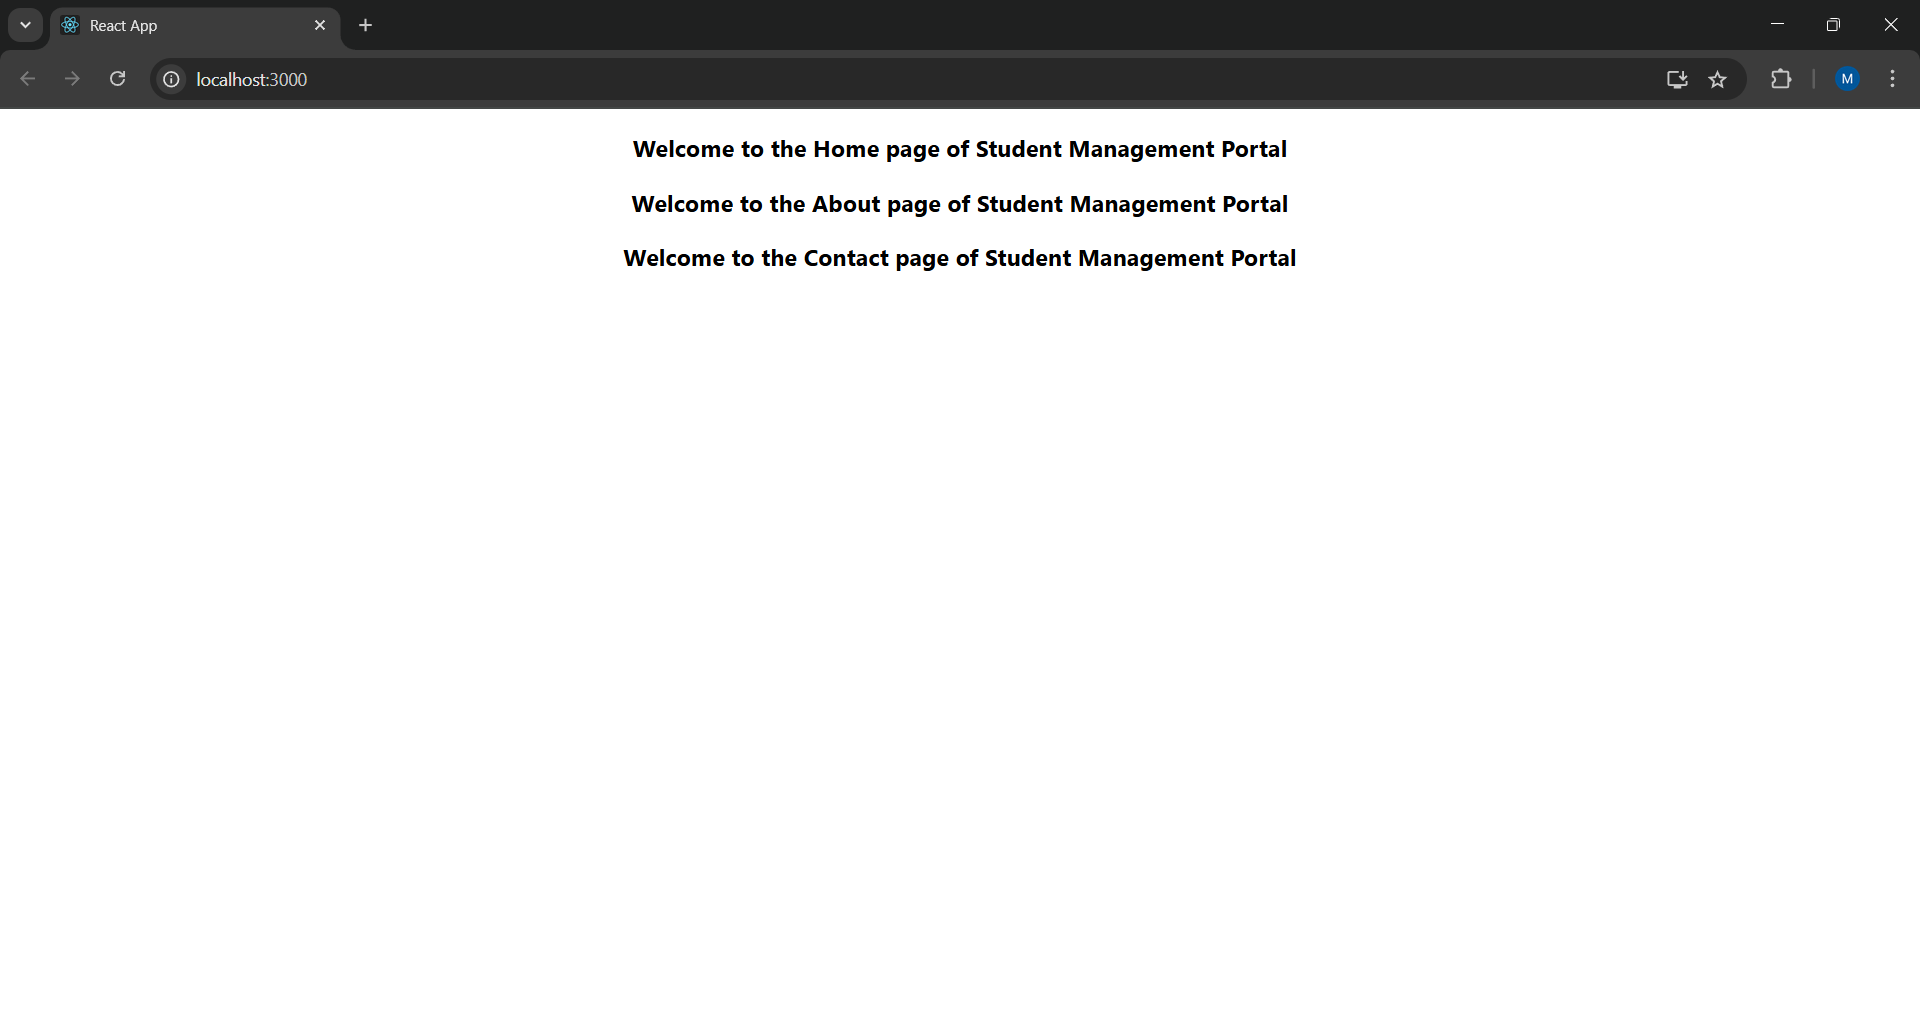 React App
localhost:3000
M
Welcome to the Home page of Student Management Portal
Welcome to the About page of Student Management Portal
Welcome to the Contact page of Student Management Portal